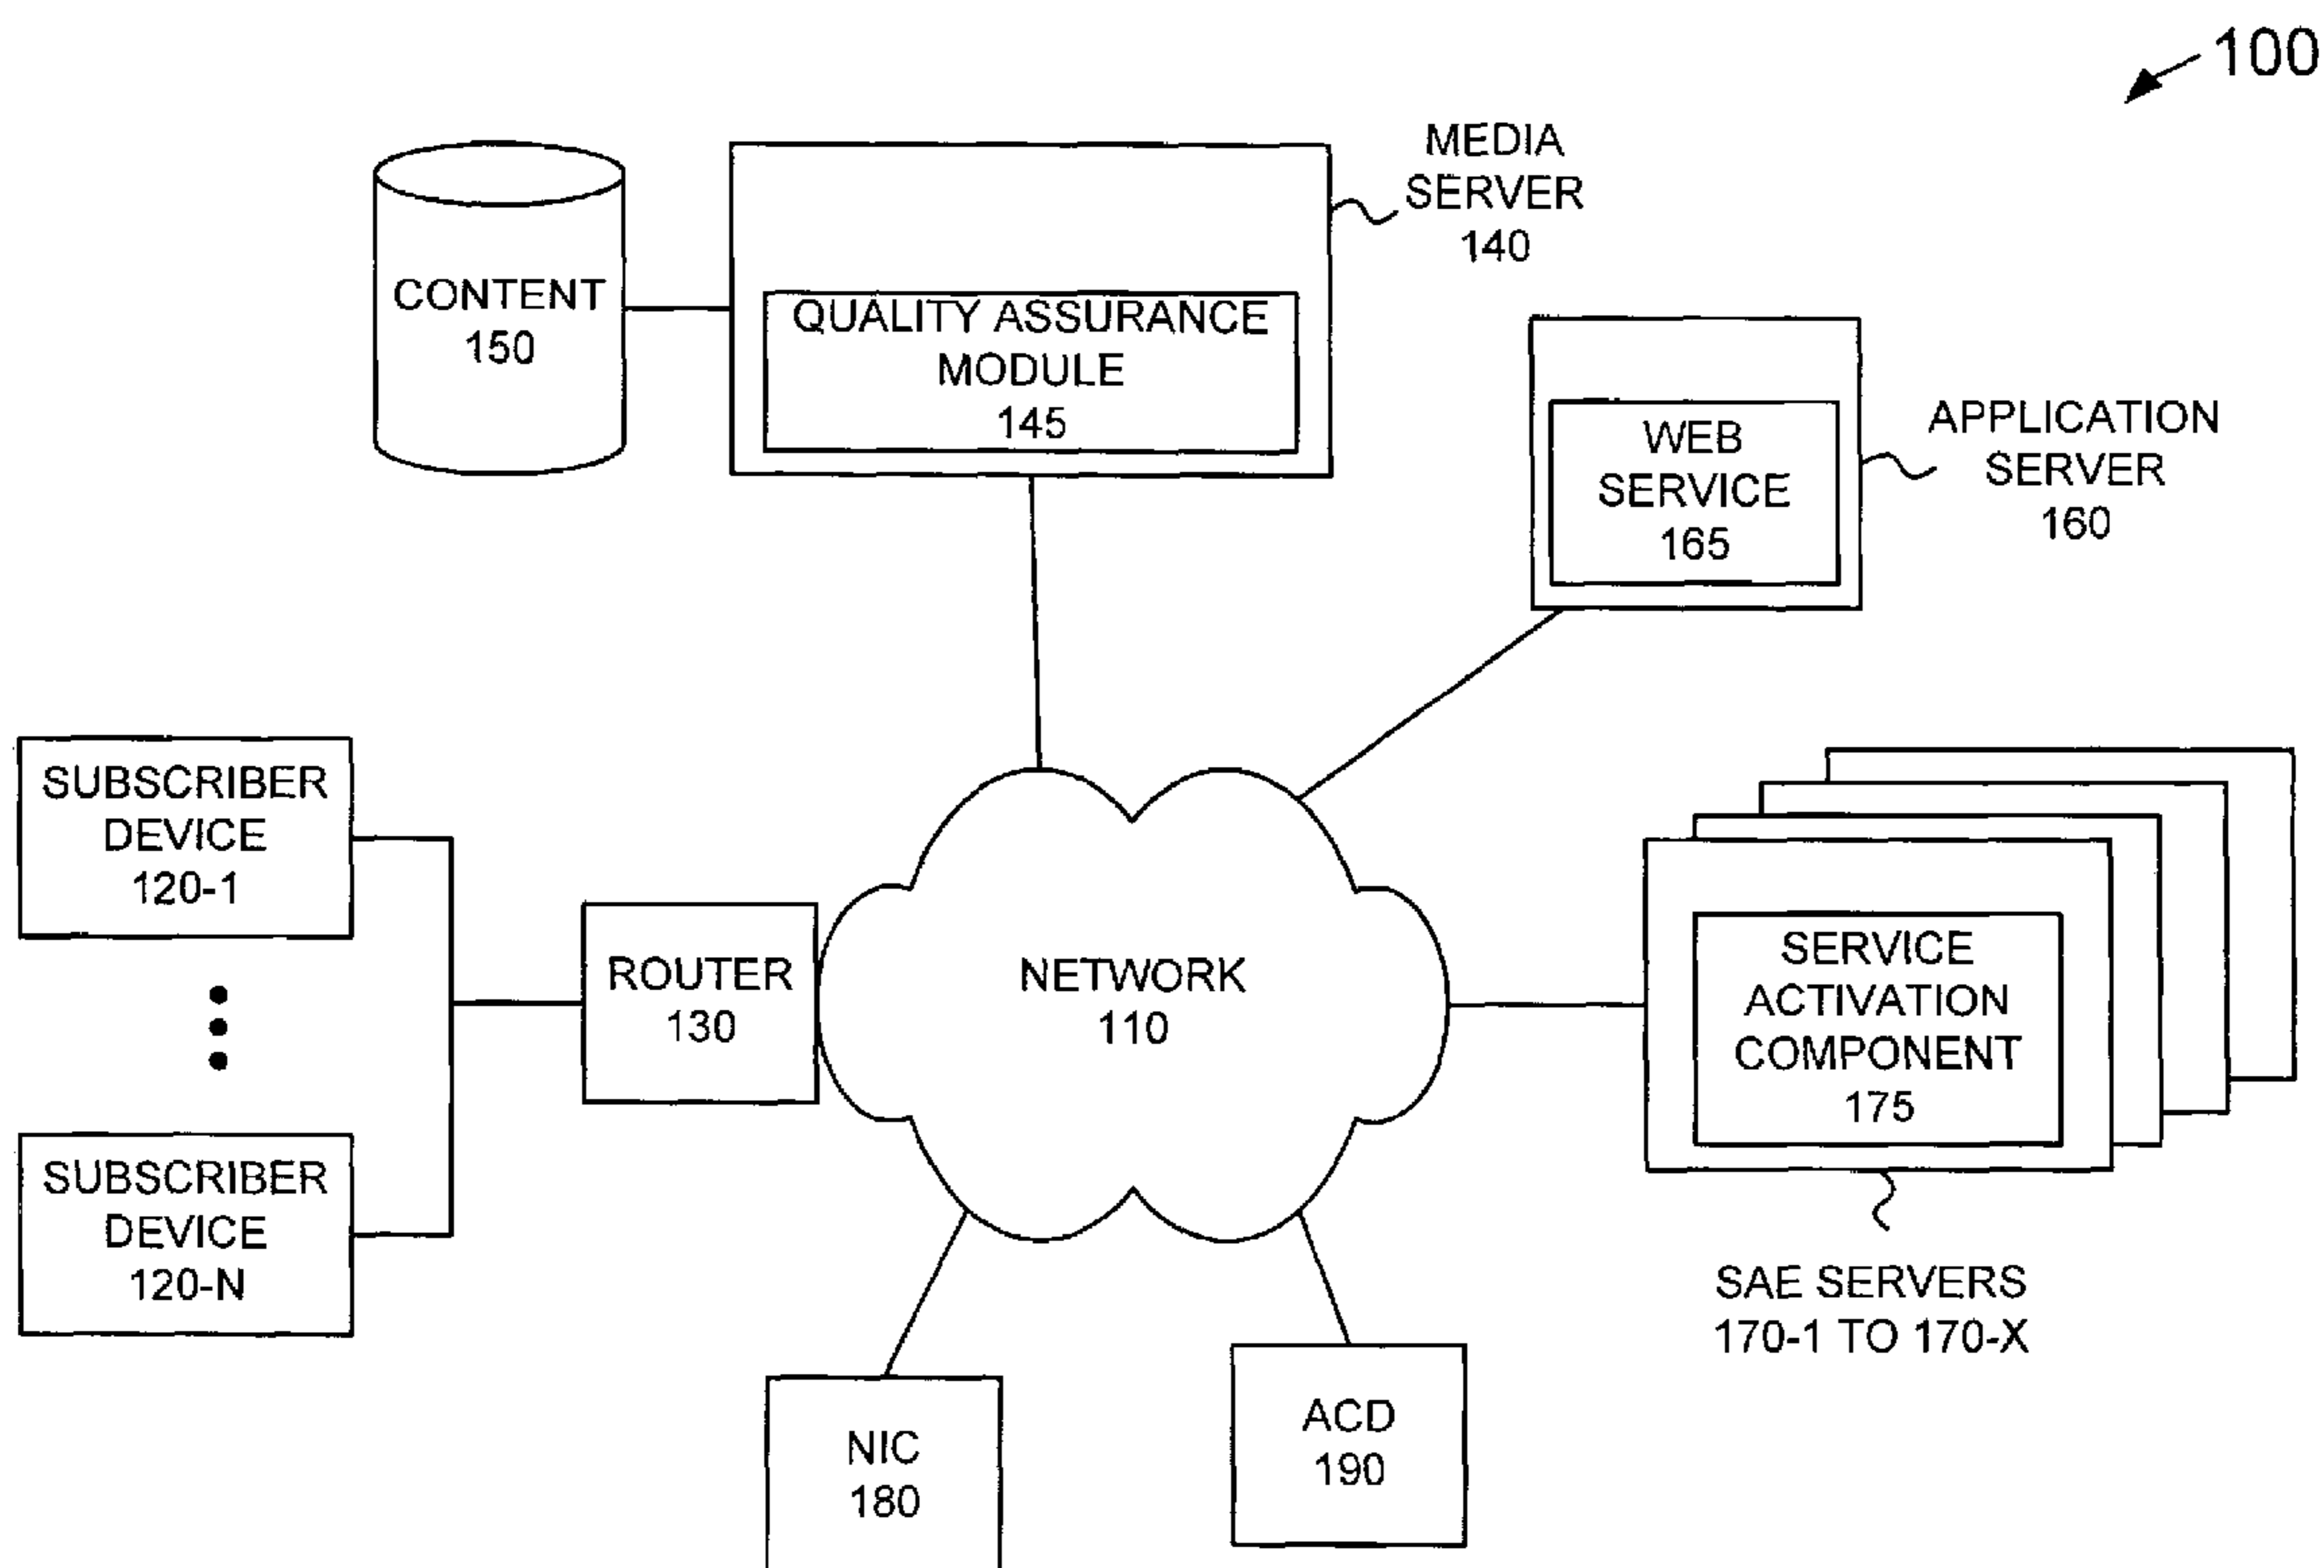 100
MEDIA
SERVER
140
CONTENT
150
QUALITY ASSURANCE
MODULE
145
WEB
SERVICE
165
APPLICATION
SERVER
160
SUBSCRIBER
DEVICE
120-1
ROUTER
130
NETWORK
110
SERVICE
ACTIVATION
COMPONENT
175
SUBSCRIBER
DEVICE
120-N
SAE SERVERS
170-1 TO 170-X
NIC
180
ACD
190